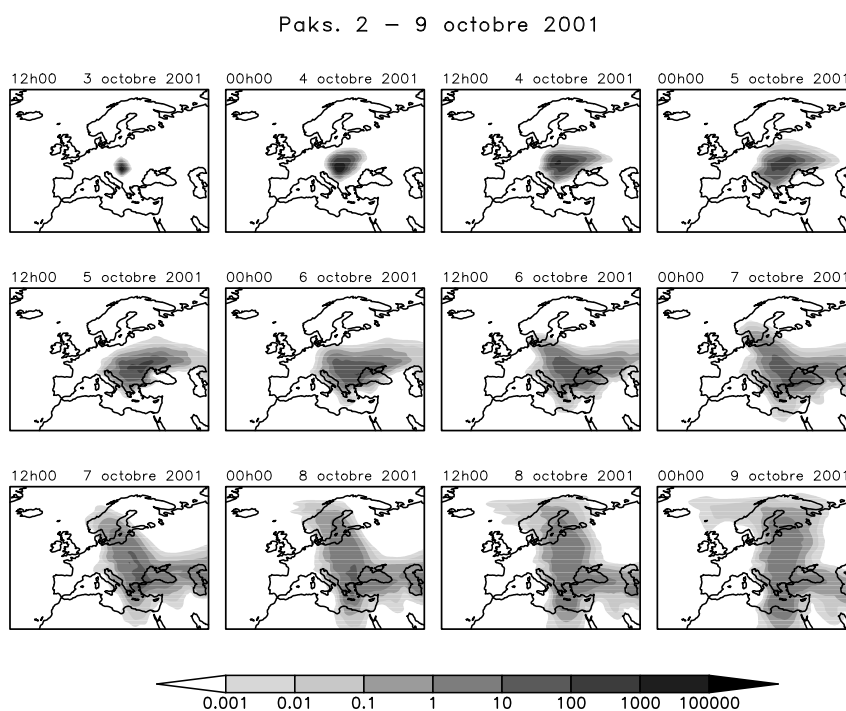 Paks. 2 – 9 octobre 2001
12h00 3 octobre 2001 00h00 4 octobre 2001 12h00 4 octobre 2001 00h00 5 octobre 2001
12h00 5 octobre 2001 00h00 6 octobre 2001 12h00 6 octobre 2001 00h00 7 octobre 2001
12h00 7 octobre 2001 00h00 8 octobre 2001 12h00 8 octobre 2001 00h00 9 octobre 2001
0.001 0.01 0.1 1 10 100 1000 100000